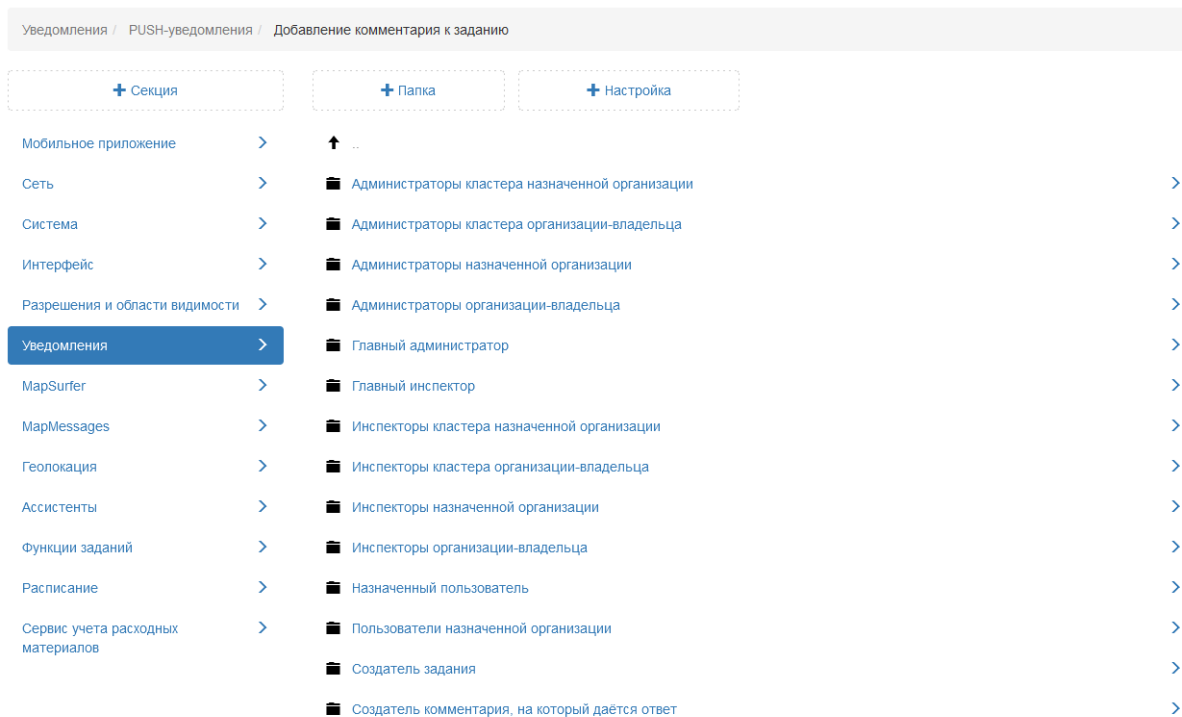 Уведомления / PUSH-уведомления / Добавление комментария к заданию
+ Секция
+ Папка
+ Настройка
Мобильное приложение
Сеть
Система
Интерфейс
Разрешения и области видимости
Уведомления
MapSurfer
MapMessages
Геолокация
Ассистенты
Функции заданий
Расписание
Сервис учета расходных
материалов
..
Администраторы кластера назначенной организации
Администраторы кластера организации-владельца
Администраторы назначенной организации
Администраторы организации-владельца
Главный администратор
Главный инспектор
Инспекторы кластера назначенной организации
Инспекторы кластера организации-владельца
Инспекторы назначенной организации
Инспекторы организации-владельца
Назначенный пользователь
Пользователи назначенной организации
Создатель задания
Создатель комментария, на который даётся ответ